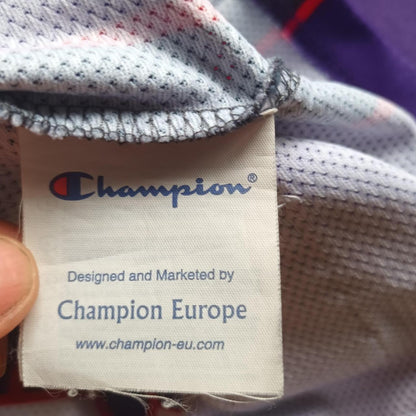 Champion®
Designed and Marketed by
Champion Europe
www.champion-eu.com